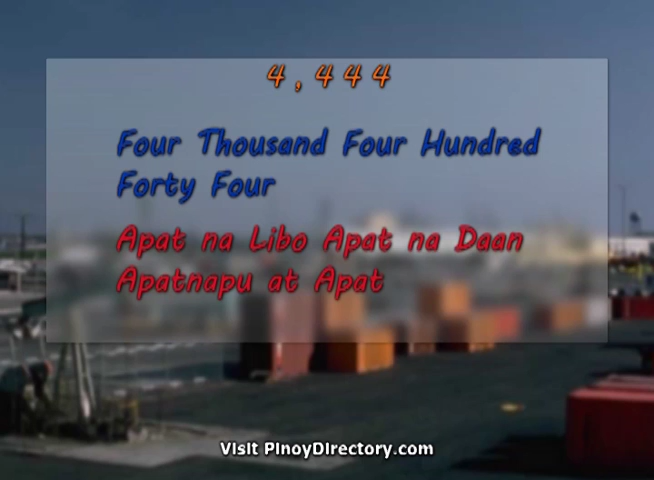 4,444
Four Thousand Four Hundred
Forty Four
Apat na Libo Apat na Daan
Apatnapu at Apat
Visit PinoyDirectory.com